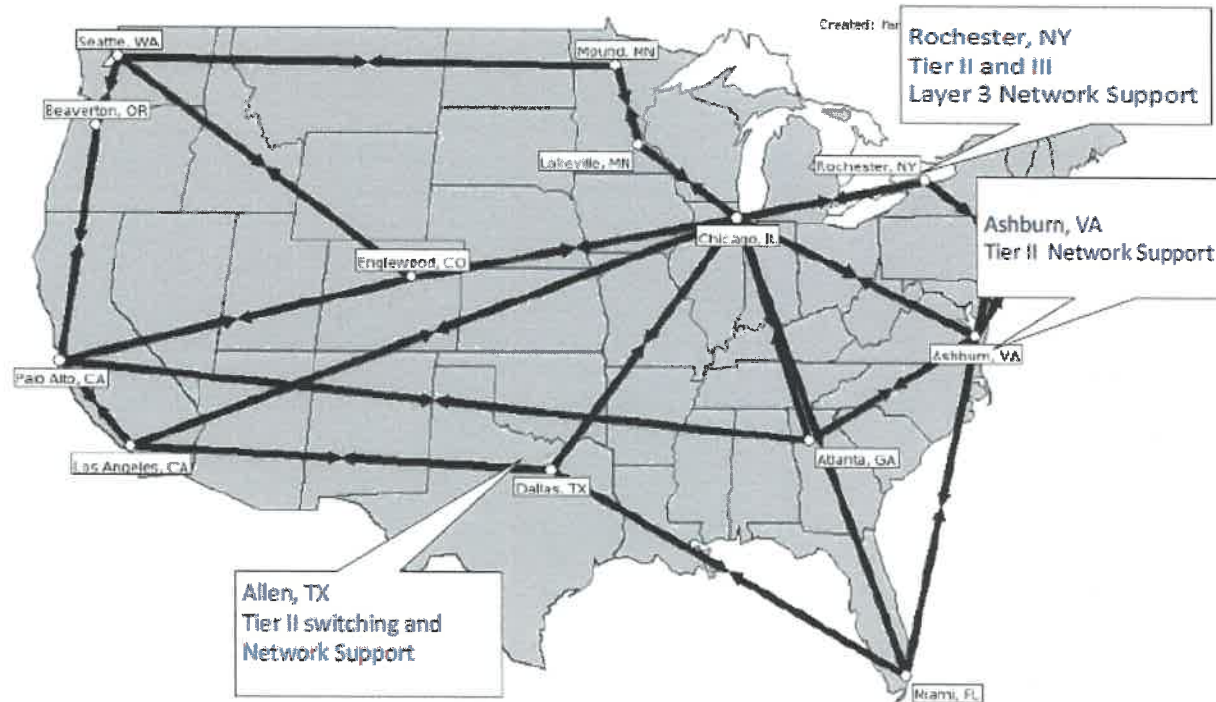 Created:
Rochester, NY
Tier II and III
Layer 3 Network Support
Seattle, WA
Mound, MN
Beaverton, OR
Lakeville, MN
Rochester, NY
Ashburn, VA
Tier II Network Support
Chicago, IL
Englewood, CO
Ashburn, VA
Palo Alto, CA
Los Angeles, CA
Atlanta, GA
Dallas, TX
Allen, TX
Tier II switching and
Network Support
Miami, FL